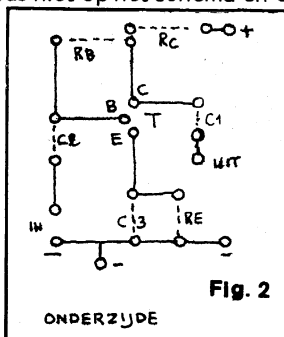 RB RC +
C
B T C1
E
C2 UIT
C3 RE
IN
- - -
Fig. 2
ONDERZIJDE